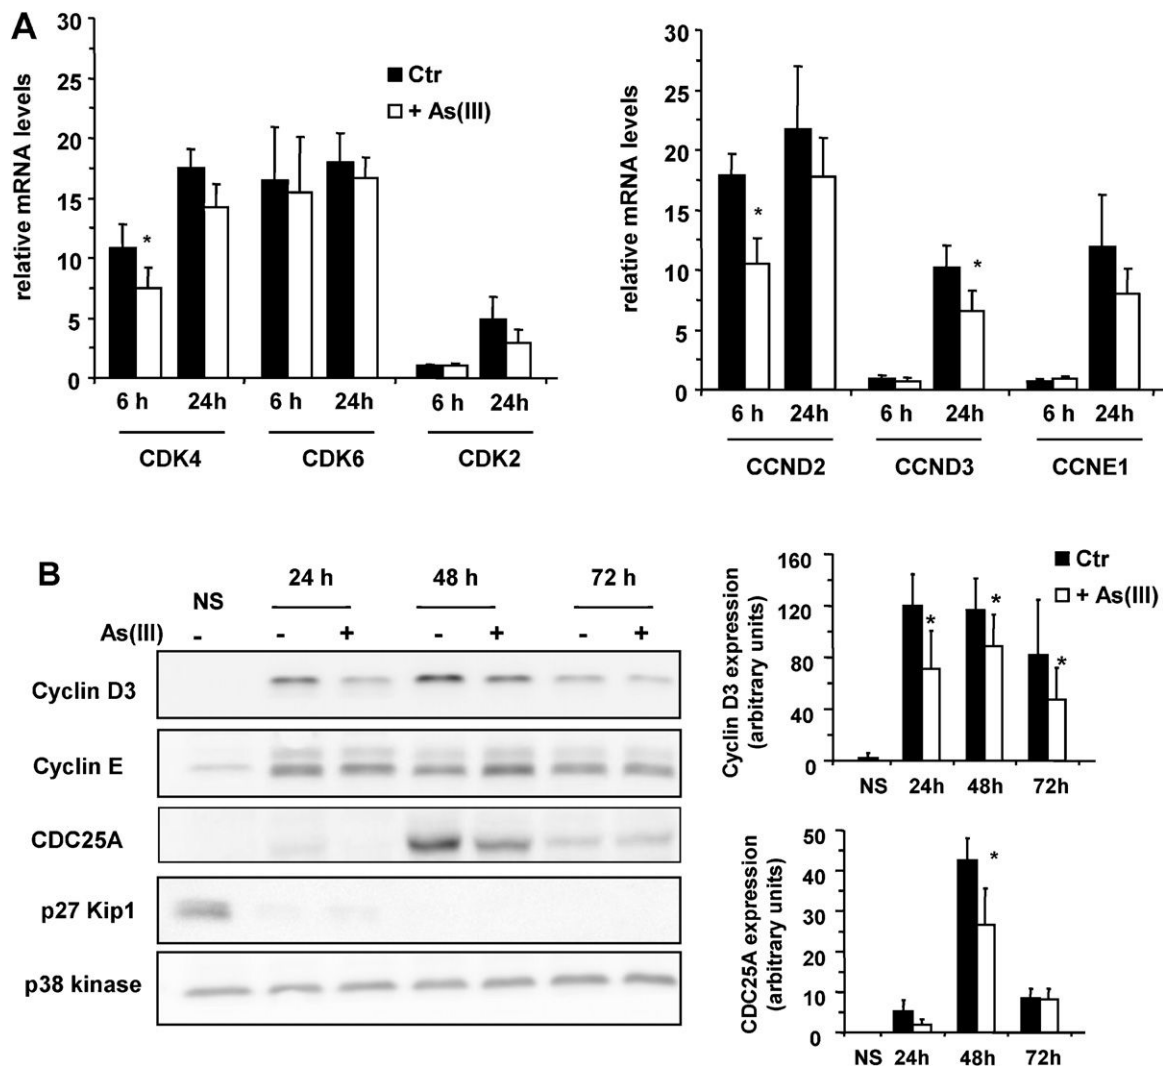 A
relative mRNA levels
30
25
20
15
10
5
0
Ctr
+ As(III)
*
6 h 24h 6 h 24h 6 h 24h
CDK4 CDK6 CDK2
relative mRNA levels
30
25
20
15
10
5
0
* *
6 h 24h 6 h 24h 6 h 24h
CCND2 CCND3 CCNE1
B
NS 24 h 48 h 72 h
As(III) - - + - + - +
Cyclin D3
Cyclin E
CDC25A
p27 Kip1
p38 kinase
Cyclin D3 expression
(arbitrary units)
160
120
80
40
0
Ctr
+ As(III)
* * *
NS 24h 48h 72h
CDC25A expression
(arbitrary units)
50
40
30
20
10
0
*
NS 24h 48h 72h